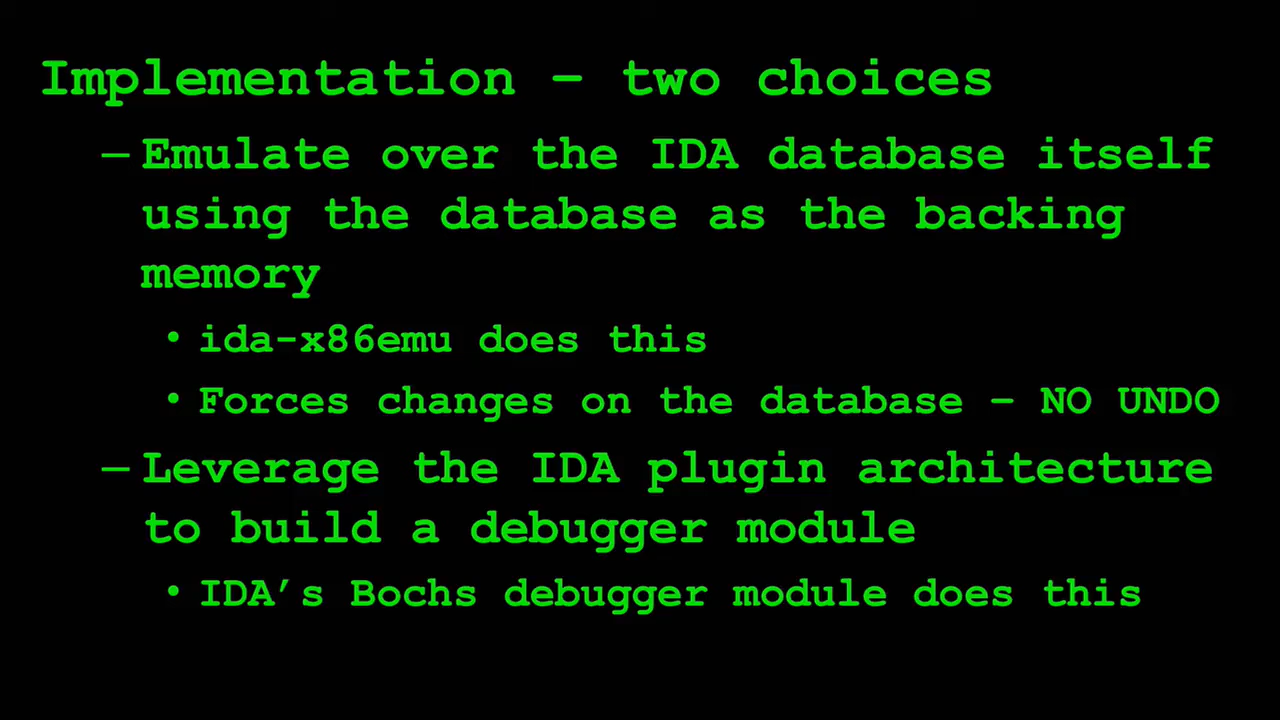 Implementation – two choices
– Emulate over the IDA database itself
using the database as the backing
memory
• ida-x86emu does this
• Forces changes on the database – NO UNDO
– Leverage the IDA plugin architecture
to build a debugger module
• IDA’s Bochs debugger module does this